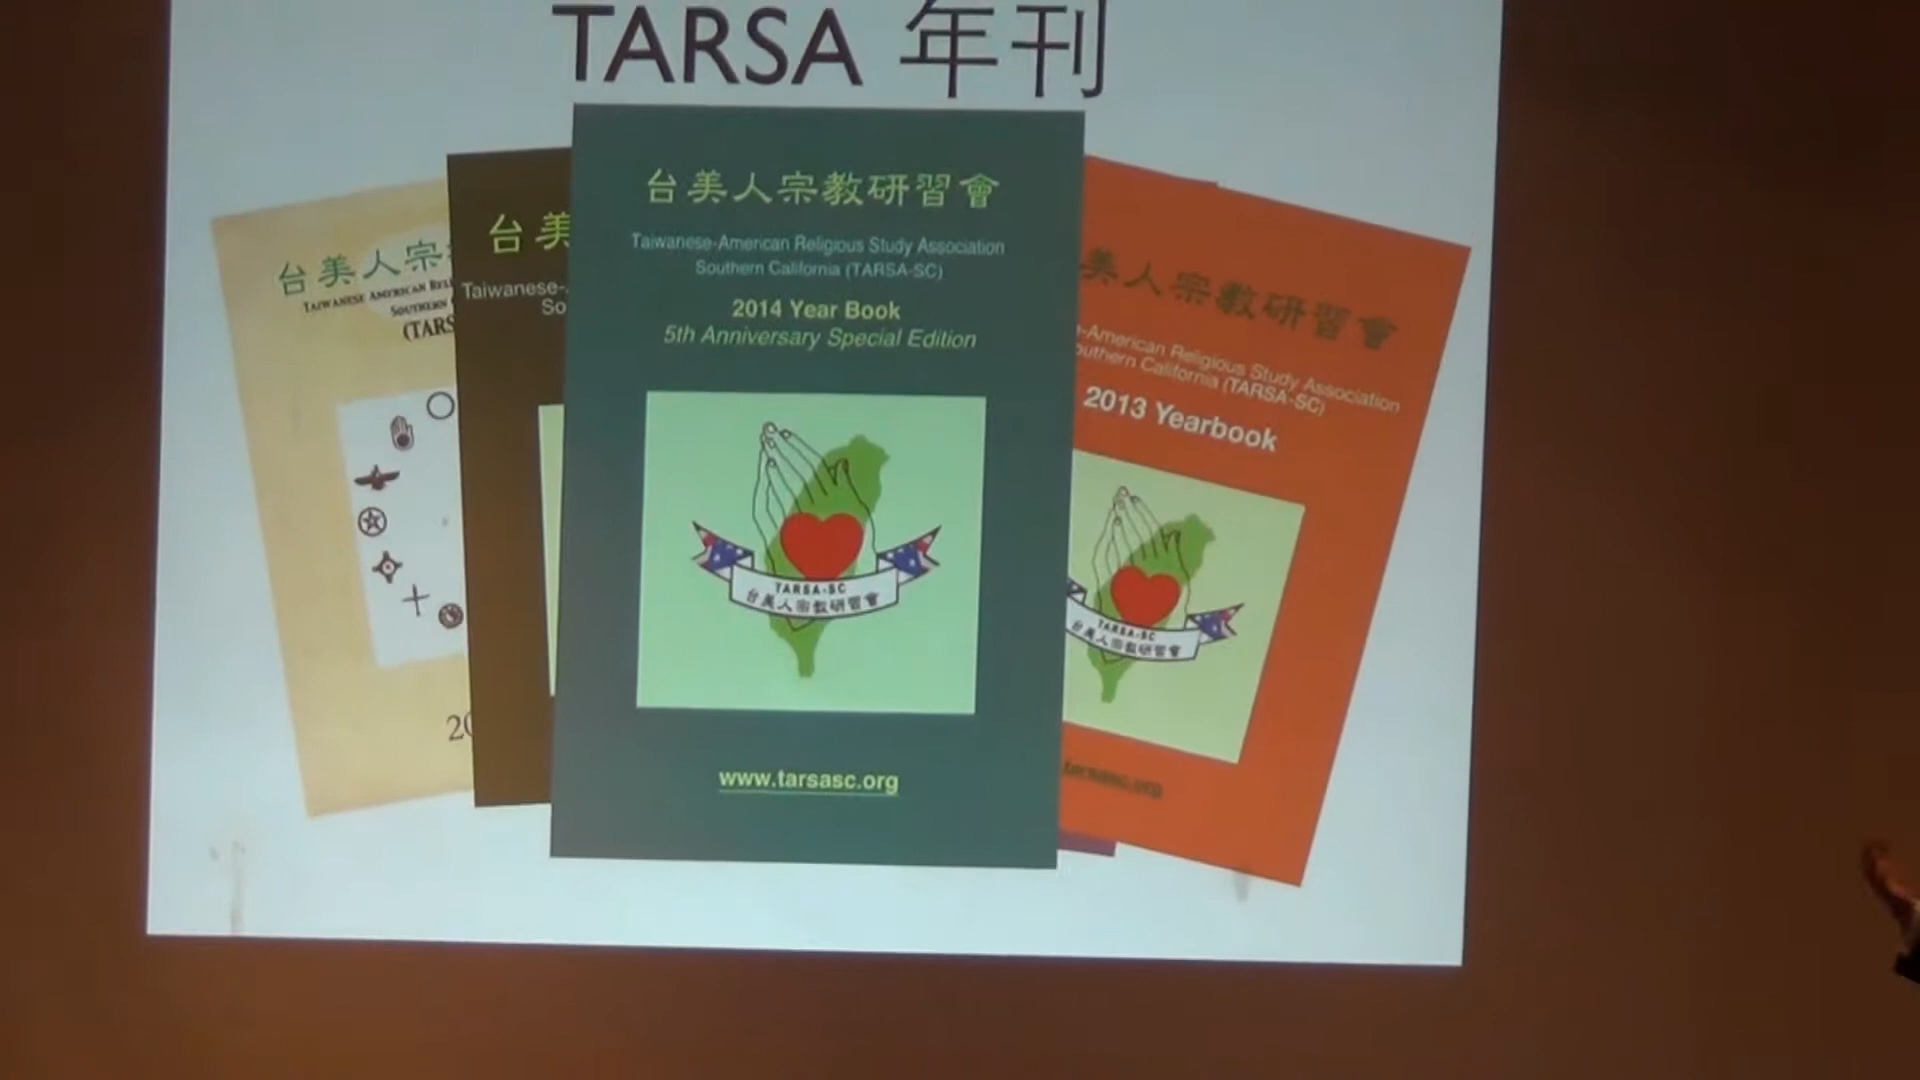 TARSA 年刊
台美人宗
TAIWANESE AMERICAN
SOUTHERN
台美
Taiwanese-
So
台美人宗教研習會
Taiwanese-American Religious Study Association
Southern California (TARSA-SC)
2014 Year Book
5th Anniversary Special Edition
TARSA-SC
台美人宗教研習會
www.tarsasc.org
美人宗教研習會
-American Religious Study Association
Southern California (TARSA-SC)
2013 Yearbook
TARSA-SC
台美人宗教研習會